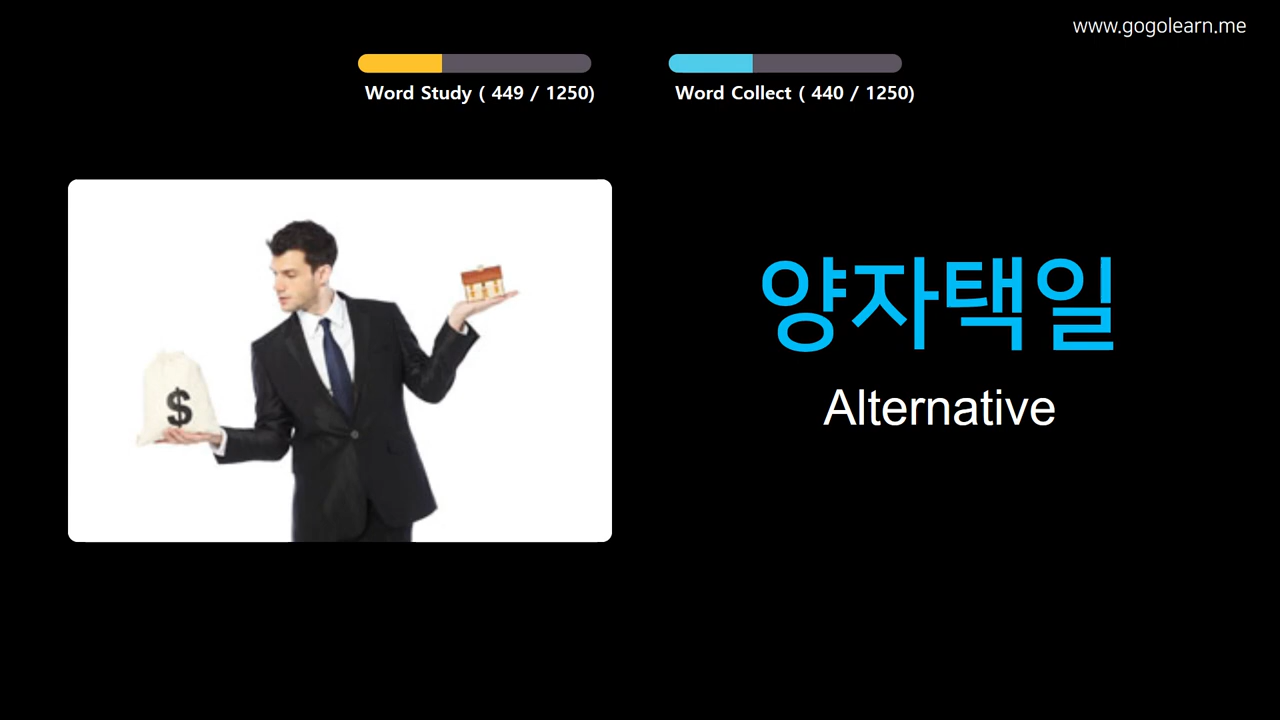 www.gogolearn.me
Word Study ( 449 / 1250)
Word Collect ( 440 / 1250)
$
양자택일
Alternative